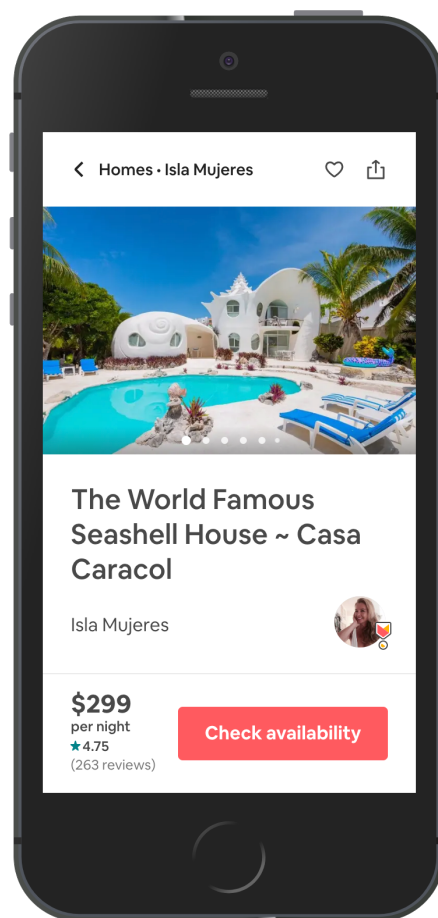 Homes · Isla Mujeres
The World Famous
Seashell House ~ Casa
Caracol
Isla Mujeres
$299
per night
★4.75
(263 reviews)
Check availability